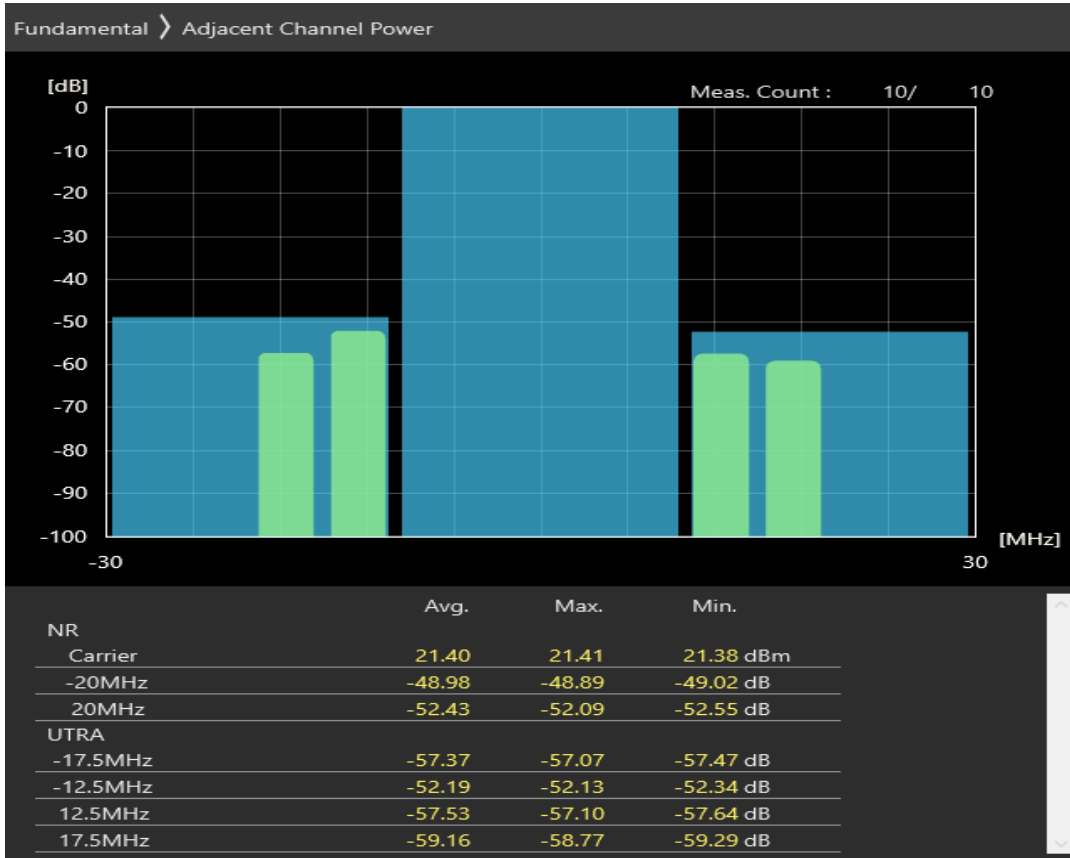 Fundamental ❯ Adjacent Channel Power
[dB]
Meas. Count : 10/ 10
0
-10
-20
-30
-40
-50
-60
-70
-80
-90
-100
[MHz]
-30 30
Avg. Max. Min.
NR
Carrier 21.40 21.41 21.38 dBm
-20MHz -48.98 -48.89 -49.02 dB
20MHz -52.43 -52.09 -52.55 dB
UTRA
-17.5MHz -57.37 -57.07 -57.47 dB
-12.5MHz -52.19 -52.13 -52.34 dB
12.5MHz -57.53 -57.10 -57.64 dB
17.5MHz -59.16 -58.77 -59.29 dB